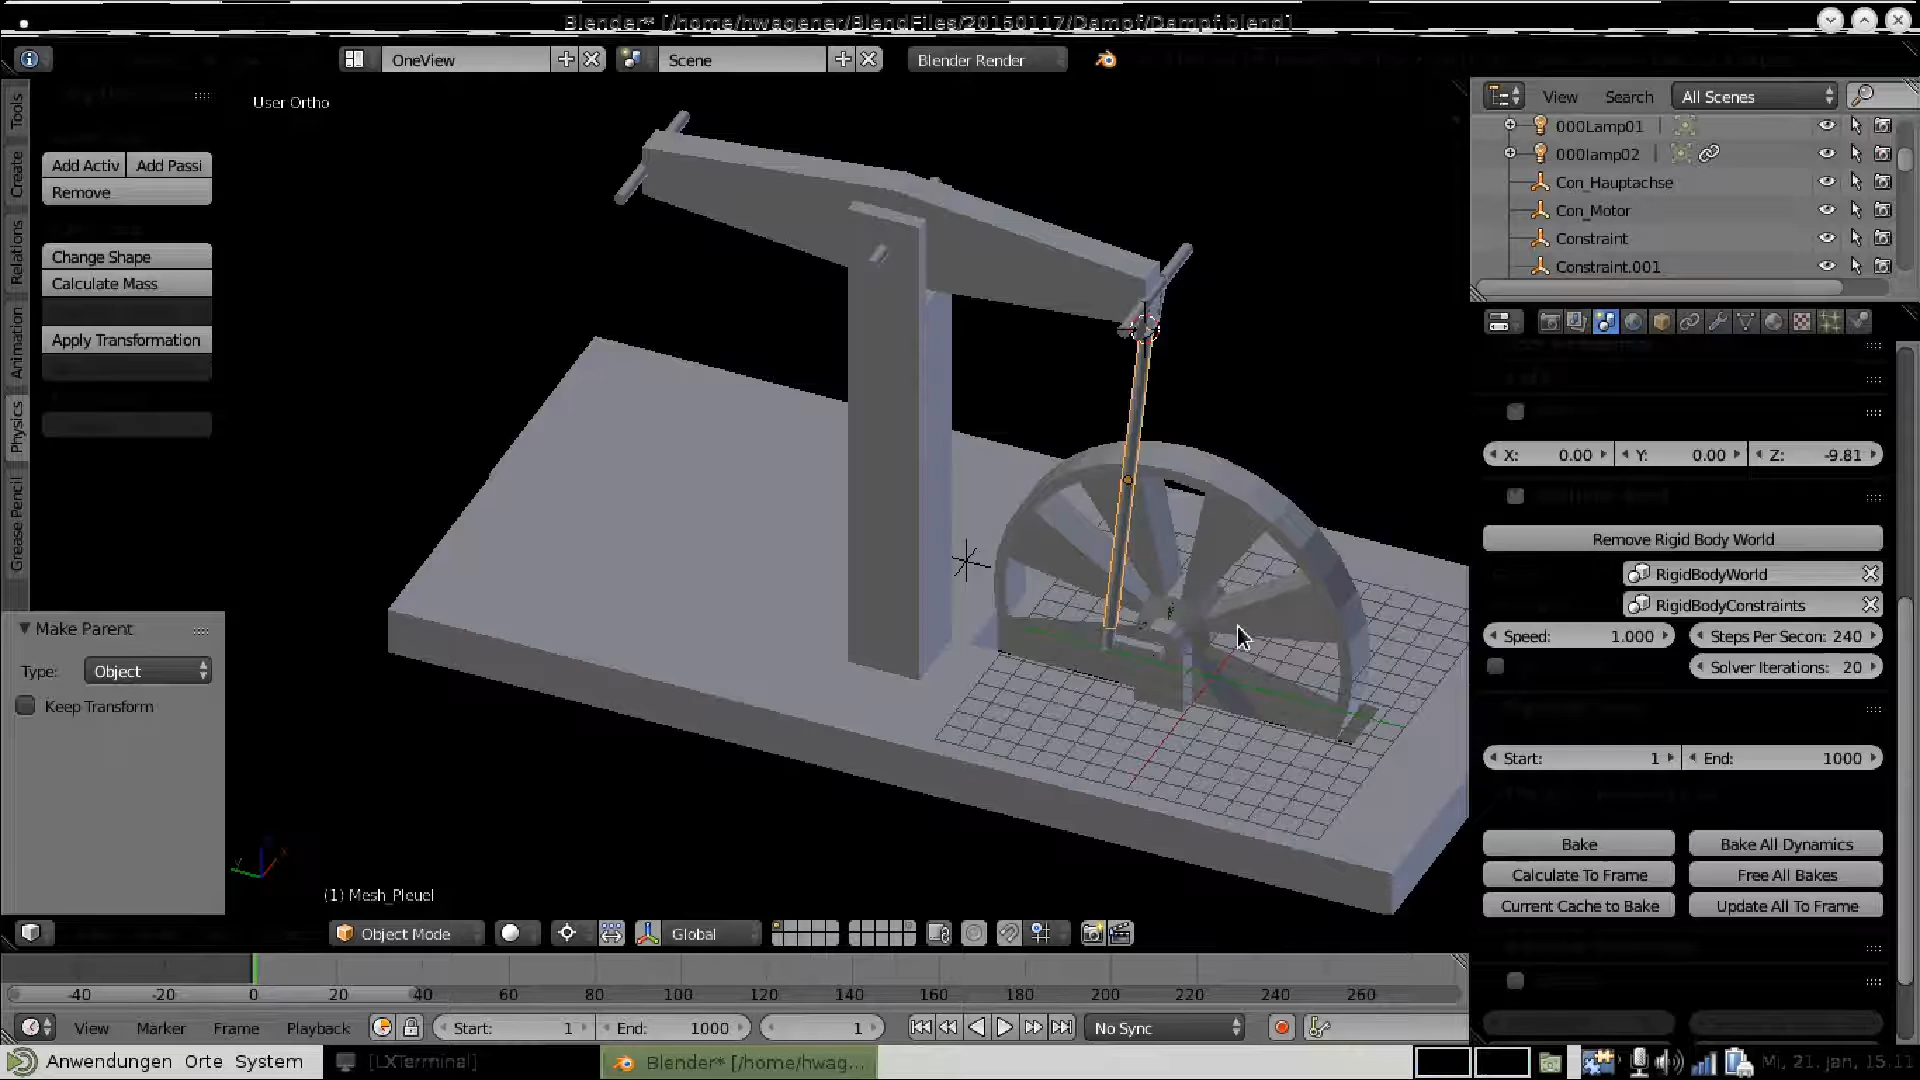 Blender* [/home/hwagener/BlendFiles/20160117/Dampf/Dampf.blend]
OneView
Scene
Blender Render
User Ortho
View
Search
All Scenes
000Lamp01
000lamp02
Con_Hauptachse
Con_Motor
Constraint
Constraint.001
Tools
Create
Relations
Animation
Physics
Grease Pencil
Add Activ
Add Passi
Remove
Change Shape
Calculate Mass
Apply Transformation
Make Parent
Type:
Object
Keep Transform
X: 0.00
Y: 0.00
Z: -9.81
Remove Rigid Body World
RigidBodyWorld
RigidBodyConstraints
Speed: 1.000
Steps Per Secon: 240
Solver Iterations: 20
Start: 1
End: 1000
Bake
Bake All Dynamics
Calculate To Frame
Free All Bakes
Current Cache to Bake
Update All To Frame
(1) Mesh_Pleuel
Object Mode
Global
-40 -20 0 20 40 60 80 100 120 140 160 180 200 220 240 260
View
Marker
Frame
Playback
Start: 1
End: 1000
1
No Sync
Anwendungen Orte System
[LXTerminal]
Blender* [/home/hwag...
Mi, 21. Jan, 15.11